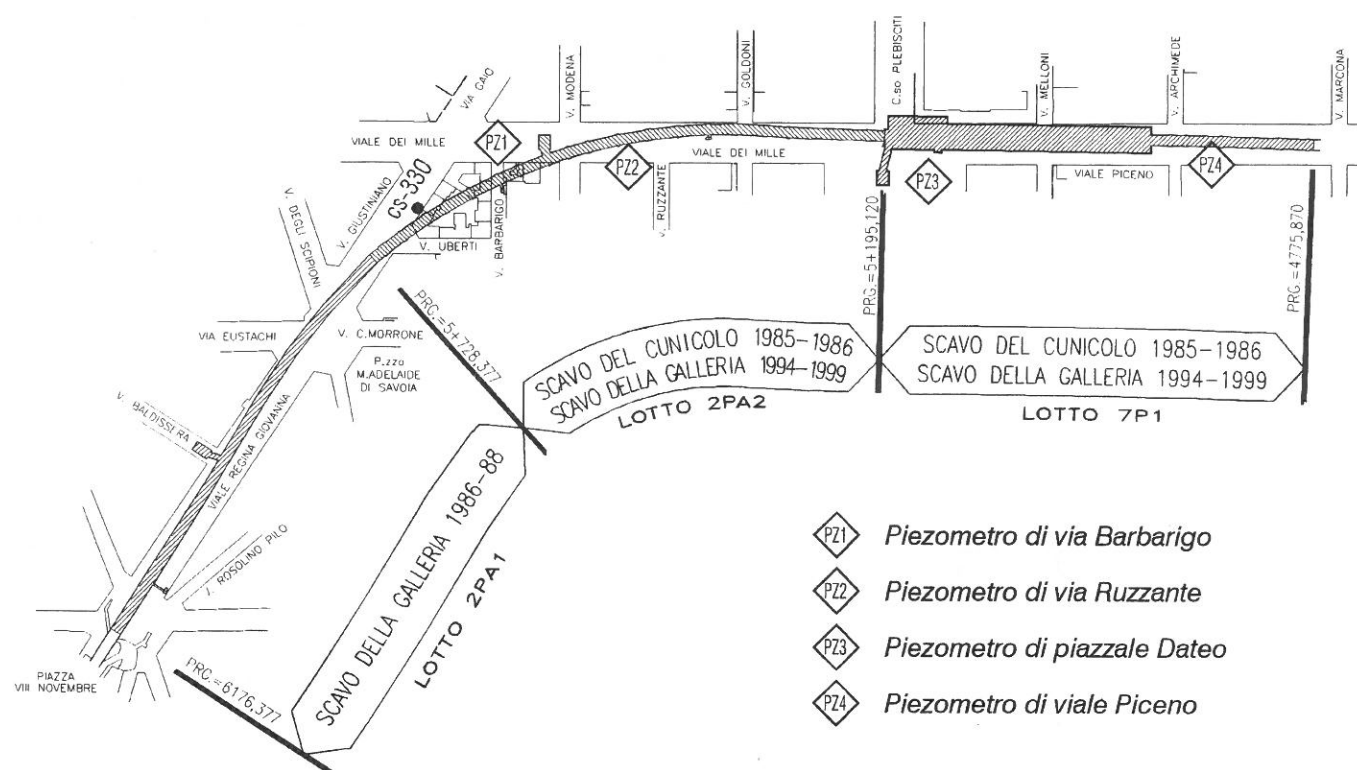 V. MODENA
V. GOLDONI
C.so PLEBISCITI
V. MELLONI
V. ARCHIMEDE
V. MARCONA
VIA GAIO
VIALE DEI MILLE
PZ1
PZ2
VIALE DEI MILLE
PZ3
VIALE PICENO
PZ4
CS-330
V. GIUSTINIANO
V. DEGLI SCIPIONI
V. UBERTI
V. BARBARIGO
V. RUZZANTE
VIA EUSTACHI
V. C.MORRONE
P.zzo
M.ADELAIDE
DI SAVOIA
V. BALDISSERA
VIALE REGINA GIOVANNA
V. ROSOLINO PILO
PIAZZA
VIII NOVEMBRE
PRG.=5+728,377
PRG.=5+195,120
PRG.=4775,870
PRG.=6176,377
SCAVO DEL CUNICOLO 1985-1986
SCAVO DELLA GALLERIA 1994-1999
LOTTO 2PA2
SCAVO DEL CUNICOLO 1985-1986
SCAVO DELLA GALLERIA 1994-1999
LOTTO 7P1
SCAVO DELLA GALLERIA 1986-88
LOTTO 2PA1
PZ1 Piezometro di via Barbarigo
PZ2 Piezometro di via Ruzzante
PZ3 Piezometro di piazzale Dateo
PZ4 Piezometro di viale Piceno